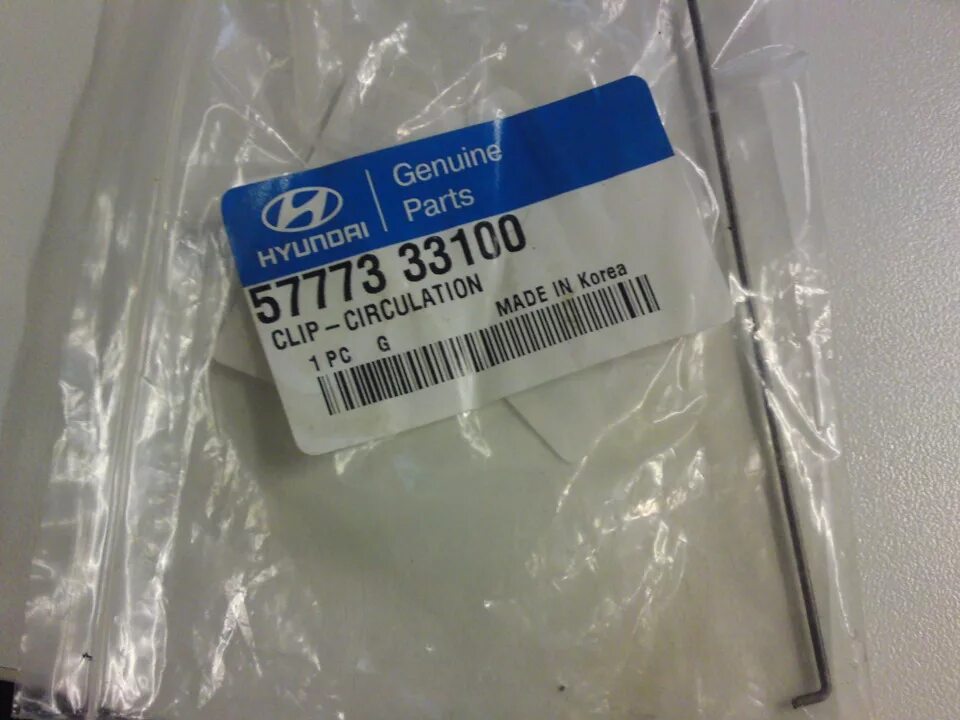 HYUNDAI
Genuine
Parts
57773 33100
CLIP-CIRCULATION
1 PC G MADE IN Korea